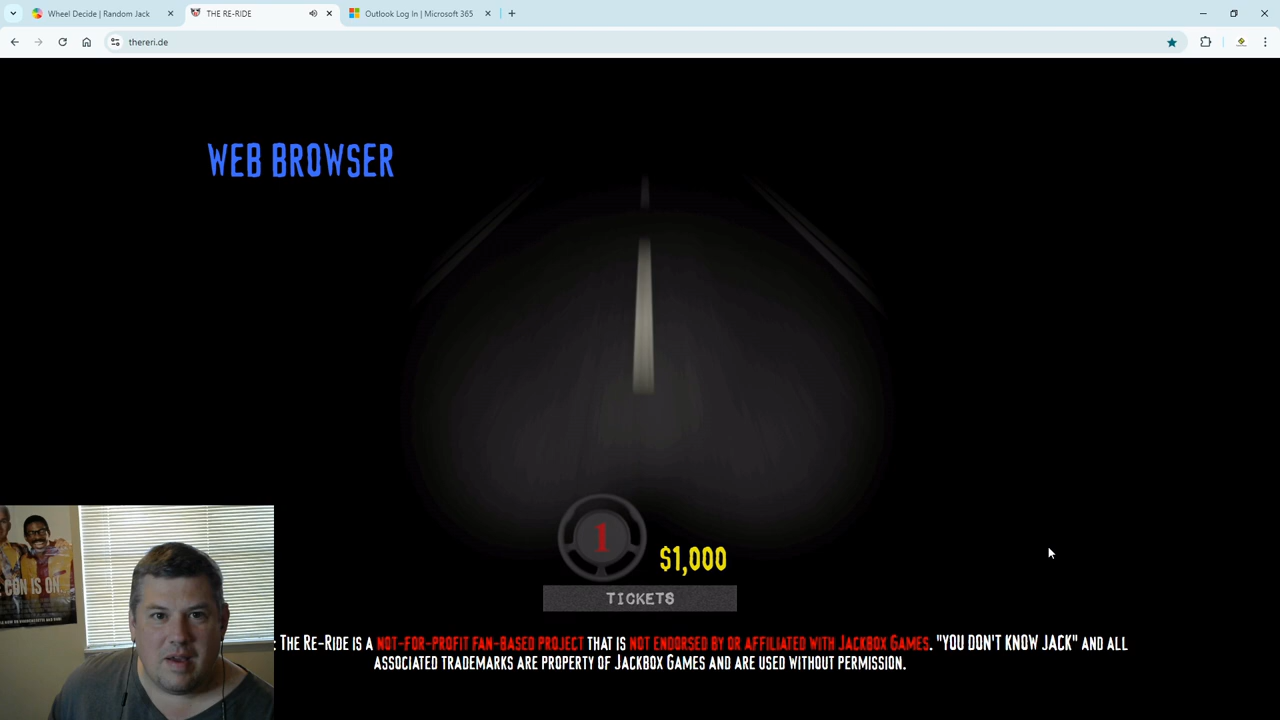 Wheel Decide | Random Jack
THE RE-RIDE
Outlook Log In | Microsoft 365
thereri.de
WEB BROWSER
1
$1,000
TICKETS
CON IS ON.
: THE RE-RIDE IS A NOT-FOR-PROFIT FAN-BASED PROJECT THAT IS NOT ENDORSED BY OR AFFILIATED WITH JACKBOX GAMES. "YOU DON'T KNOW JACK" AND ALL
ASSOCIATED TRADEMARKS ARE PROPERTY OF JACKBOX GAMES AND ARE USED WITHOUT PERMISSION.